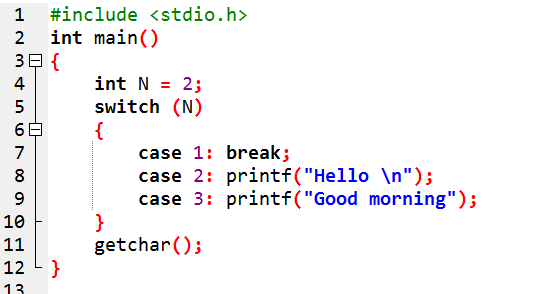 1 #include <stdio.h>
2 int main()
3 {
4 int N = 2;
5 switch (N)
6 {
7 case 1: break;
8 case 2: printf("Hello \n");
9 case 3: printf("Good morning");
10 }
11 getchar();
12 }
13